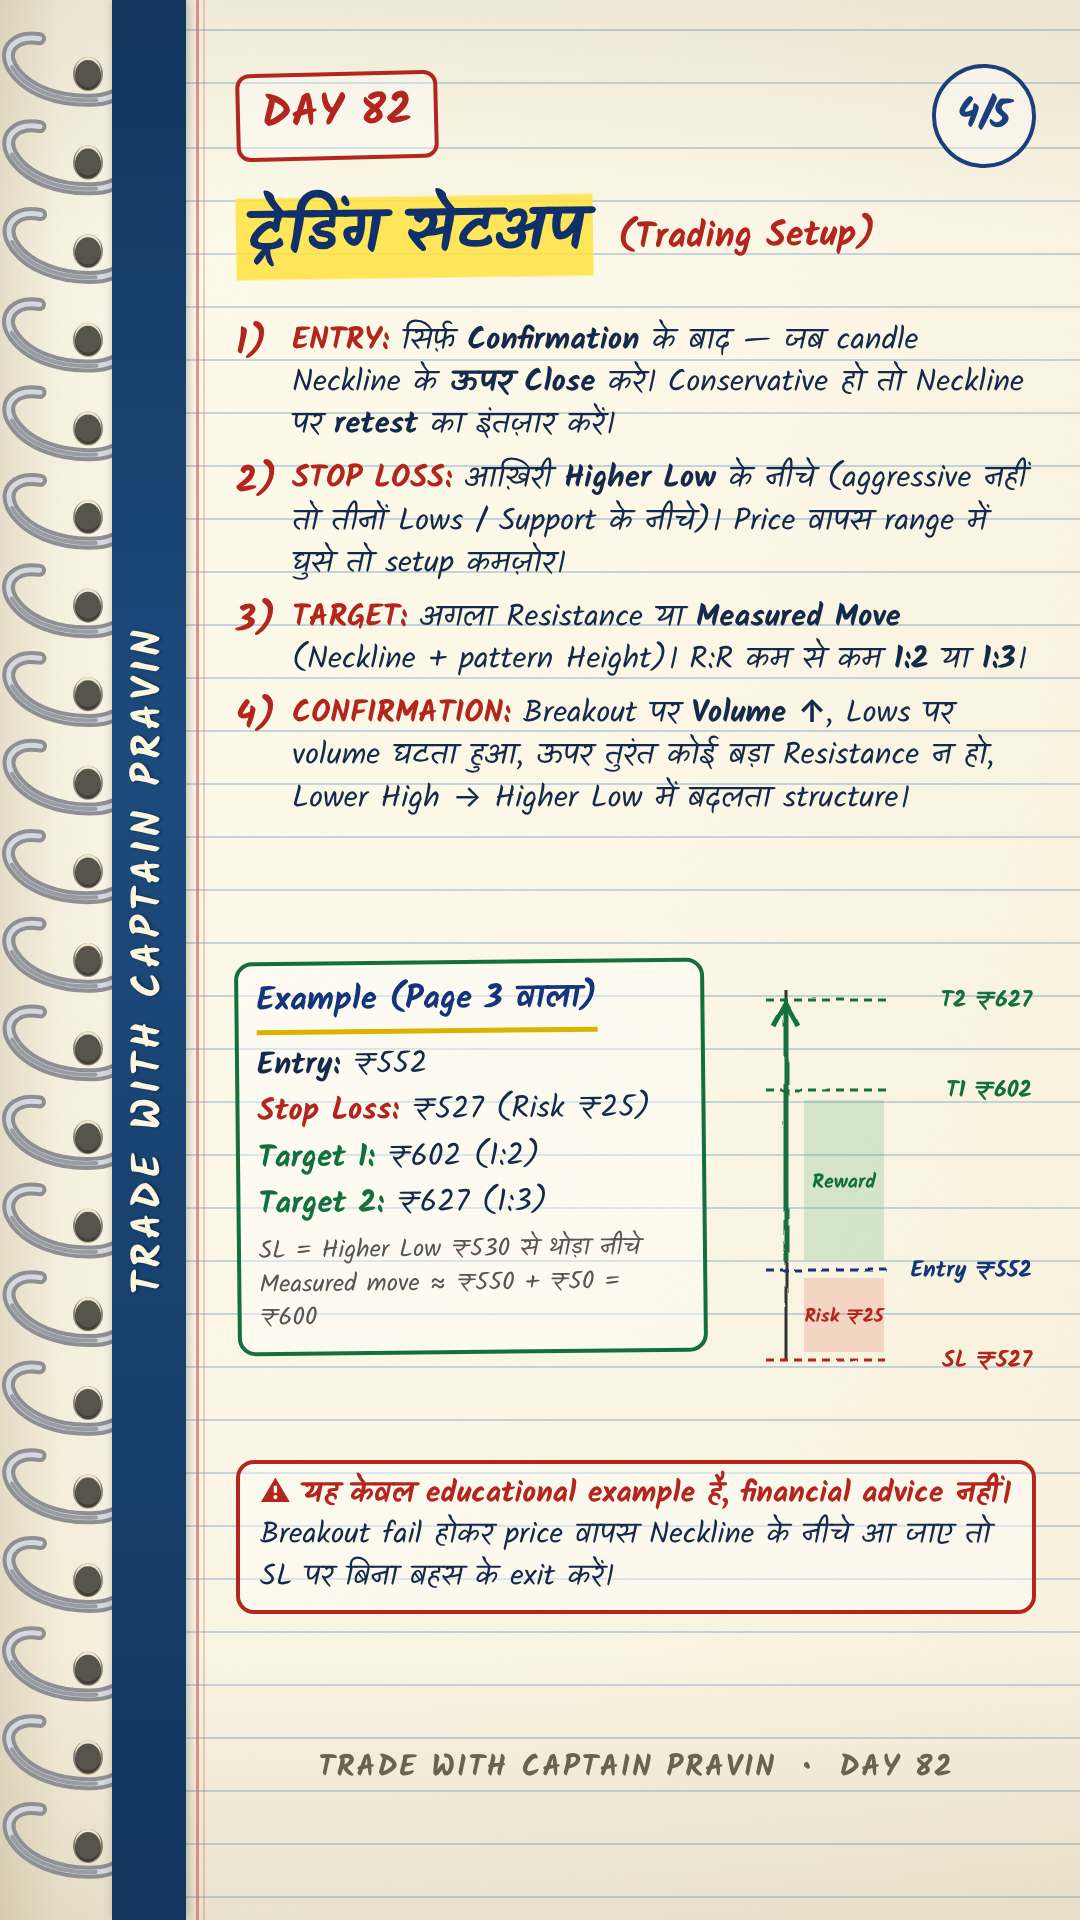 DAY 82
4/5
ट्रेडिंग सेटअप (Trading Setup)
1) ENTRY: सिर्फ़ Confirmation के बाद — जब candle
Neckline के ऊपर Close करे। Conservative हो तो Neckline
पर retest का इंतज़ार करें।
2) STOP LOSS: आख़िरी Higher Low के नीचे (aggressive नहीं
तो तीनों Lows / Support के नीचे)। Price वापस range में
घुसे तो setup कमज़ोर।
3) TARGET: अगला Resistance या Measured Move
(Neckline + pattern Height)। R:R कम से कम 1:2 या 1:3।
4) CONFIRMATION: Breakout पर Volume ↑, Lows पर
volume घटता हुआ, ऊपर तुरंत कोई बड़ा Resistance न हो,
Lower High → Higher Low में बदलता structure।
Example (Page 3 वाला)
Entry: ₹552
Stop Loss: ₹527 (Risk ₹25)
Target 1: ₹602 (1:2)
Target 2: ₹627 (1:3)
SL = Higher Low ₹530 से थोड़ा नीचे
Measured move ≈ ₹550 + ₹50 =
₹600
T2 ₹627
T1 ₹602
Reward
Entry ₹552
Risk ₹25
SL ₹527
⚠ यह केवल educational example है, financial advice नहीं।
Breakout fail होकर price वापस Neckline के नीचे आ जाए तो
SL पर बिना बहस के exit करें।
TRADE WITH CAPTAIN PRAVIN · DAY 82
TRADE WITH CAPTAIN PRAVIN